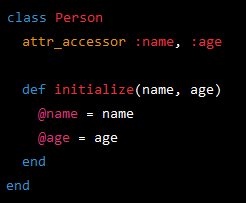 class Person
  attr_accessor :name, :age

  def initialize(name, age)
    @name = name
    @age = age
  end
end